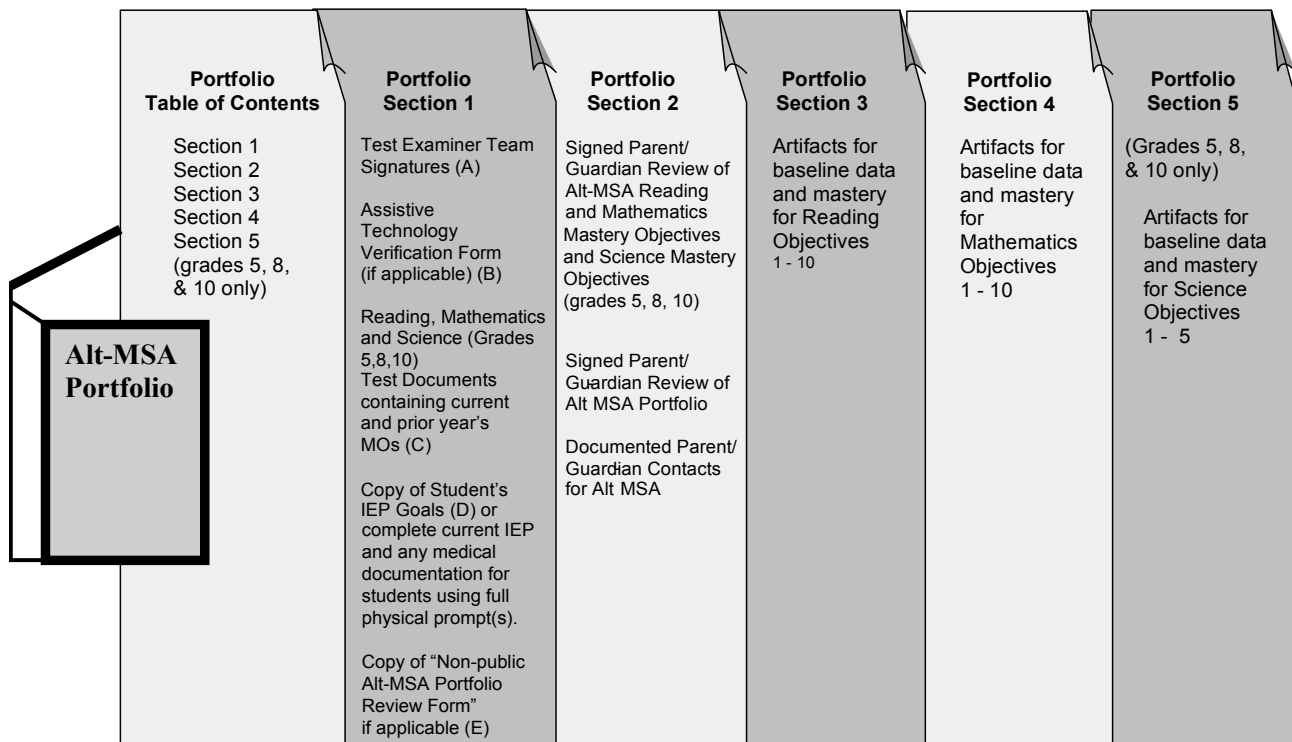 Alt-MSA
Portfolio
Portfolio
Table of Contents
Section 1
Section 2
Section 3
Section 4
Section 5
(grades 5, 8,
& 10 only)
Portfolio
Section 1
Test Examiner Team
Signatures (A)
Assistive
Technology
Verification Form
(if applicable) (B)
Reading, Mathematics
and Science (Grades
5,8,10)
Test Documents
containing current
and prior year's
MOs (C)
Copy of Student's
IEP Goals (D) or
complete current IEP
and any medical
documentation for
students using full
physical prompt(s).
Copy of “Non-public
Alt-MSA Portfolio
Review Form”
if applicable (E)
Portfolio
Section 2
Signed Parent/
Guardian Review of
Alt-MSA Reading
and Mathematics
Mastery Objectives
and Science Mastery
Objectives
(grades 5, 8, 10)
Signed Parent/
Guardian Review of
Alt MSA Portfolio
Documented Parent/
Guardian Contacts
for Alt MSA
Portfolio
Section 3
Artifacts for
baseline data
and mastery
for Reading
Objectives
1 - 10
Portfolio
Section 4
Artifacts for
baseline data
and mastery
for
Mathematics
Objectives
1 - 10
Portfolio
Section 5
(Grades 5, 8,
& 10 only)
Artifacts for
baseline data
and mastery
for Science
Objectives
1 - 5